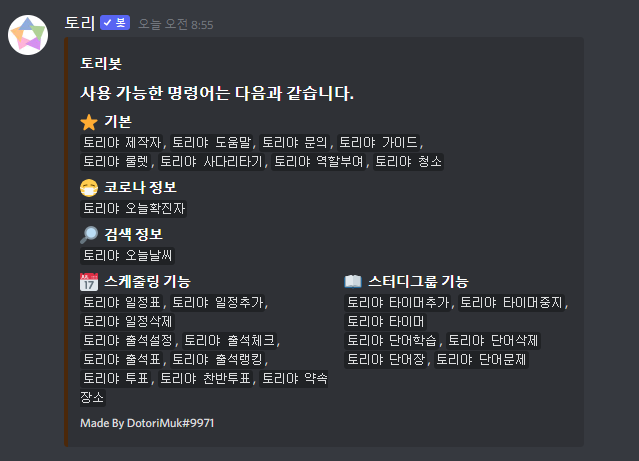 토리 ✓ 봇 오늘 오전 8:55
토리봇
사용 가능한 명령어는 다음과 같습니다.
⭐ 기본
토리야 제작자, 토리야 도움말, 토리야 문의, 토리야 가이드,
토리야 룰렛, 토리야 사다리타기, 토리야 역할부여, 토리야 청소
😷 코로나 정보
토리야 오늘확진자
🔎 검색 정보
토리야 오늘날씨
📅 스케줄링 기능
토리야 일정표, 토리야 일정추가,
토리야 일정삭제
토리야 출석설정, 토리야 출석체크,
토리야 출석표, 토리야 출석랭킹,
토리야 투표, 토리야 찬반투표, 토리야 약속
장소
📖 스터디그룹 기능
토리야 타이머추가, 토리야 타이머중지,
토리야 타이머
토리야 단어학습, 토리야 단어삭제
토리야 단어장, 토리야 단어문제
Made By DotoriMuk#9971